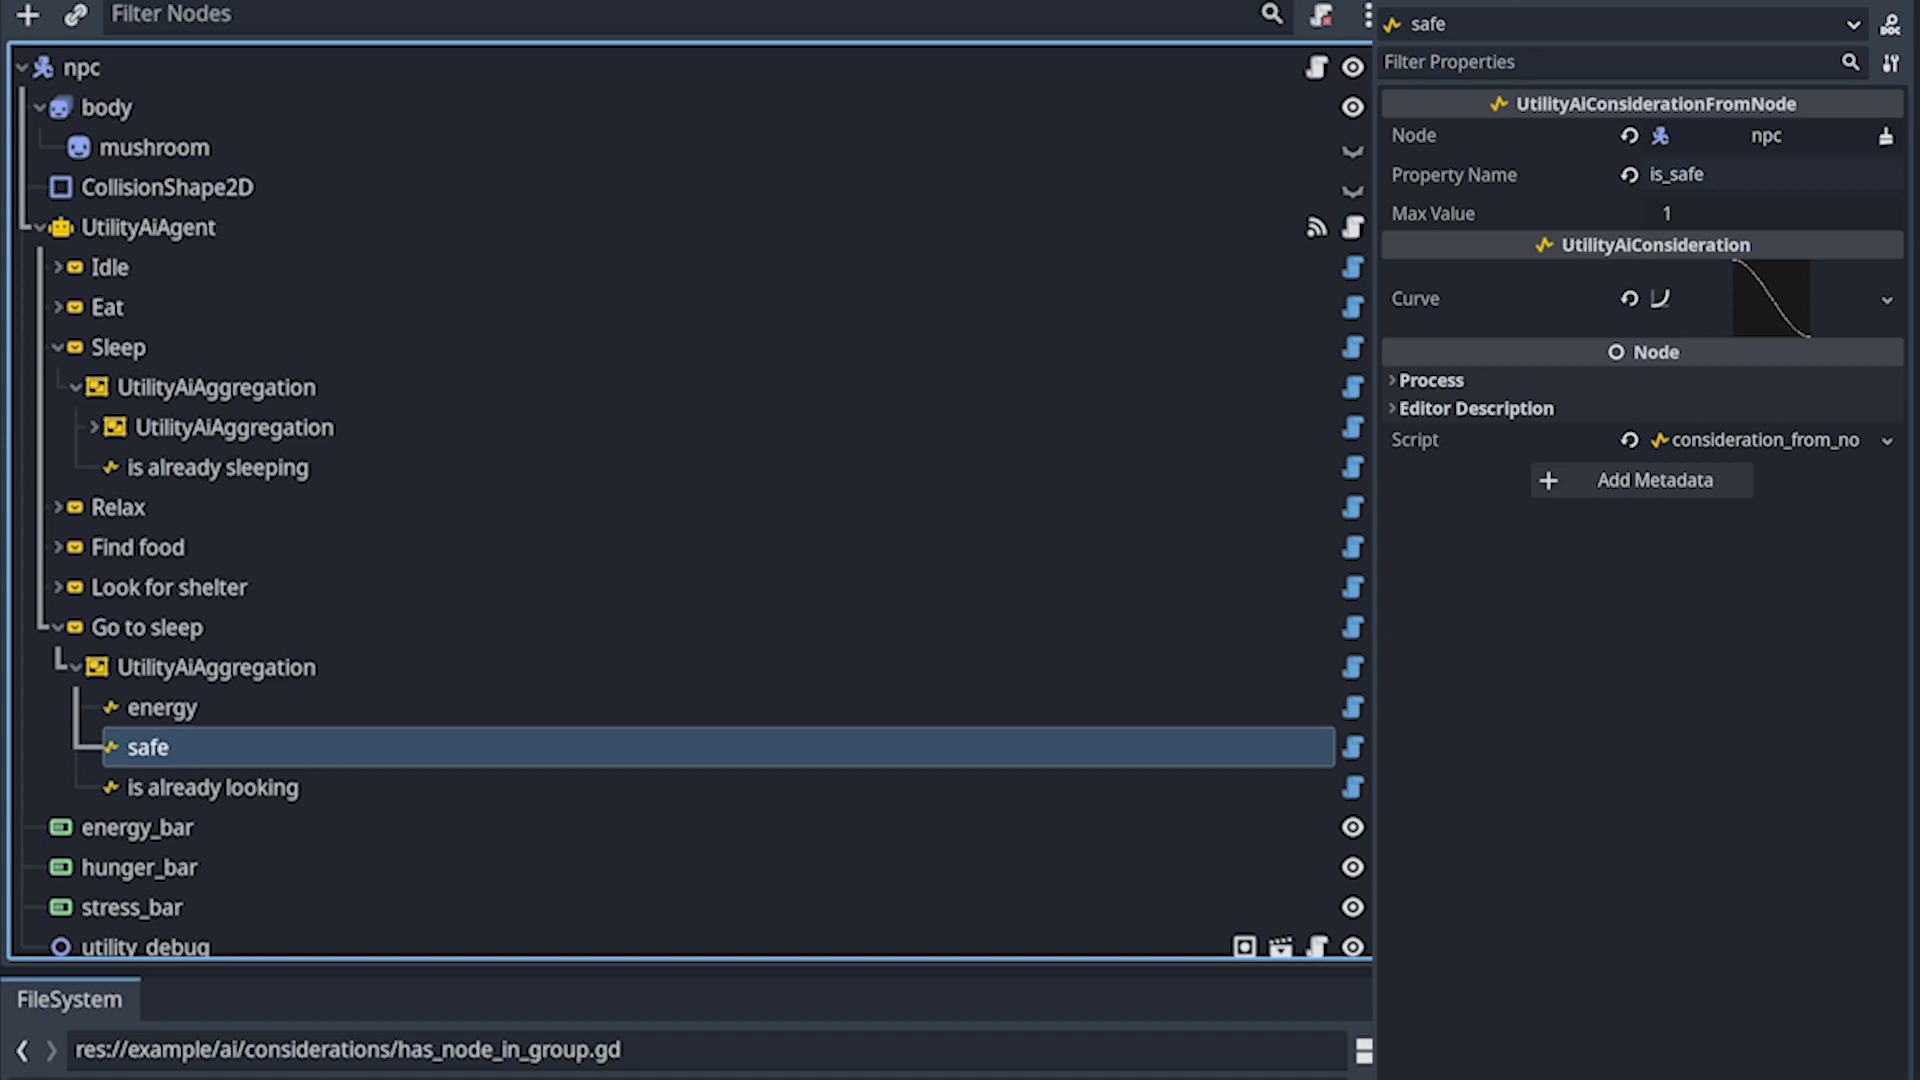 Filter Nodes
npc
body
mushroom
CollisionShape2D
UtilityAiAgent
Idle
Eat
Sleep
UtilityAiAggregation
UtilityAiAggregation
is already sleeping
Relax
Find food
Look for shelter
Go to sleep
UtilityAiAggregation
energy
safe
is already looking
energy_bar
hunger_bar
stress_bar
utility_debug
FileSystem
res://example/ai/considerations/has_node_in_group.gd
safe
DOC
Filter Properties
UtilityAiConsiderationFromNode
Node npc
Property Name is_safe
Max Value 1
UtilityAiConsideration
Curve
Node
Process
Editor Description
Script consideration_from_no
Add Metadata